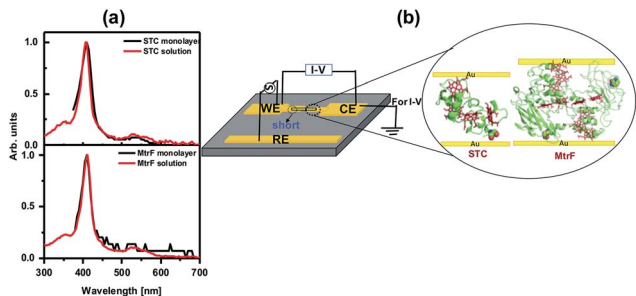 (a)
(b)
STC monolayer
STC solution
1.0
0.5
0.0
Arb. units
MtrF monolayer
MtrF solution
1.0
0.5
0.0
300 400 500 600 700
Wavelength [nm]
I-V
S
WE
CE
short
RE
For I-V
Au
Au
STC
Au
Au
MtrF